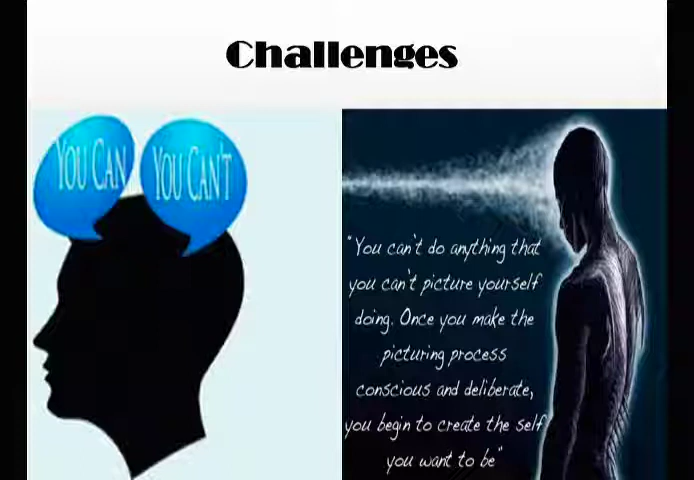 Challenges
YOU CAN
YOU CAN'T
"You can't do anything that
you can't picture yourself
doing. Once you make the
picturing process
conscious and deliberate,
you begin to create the self
you want to be"